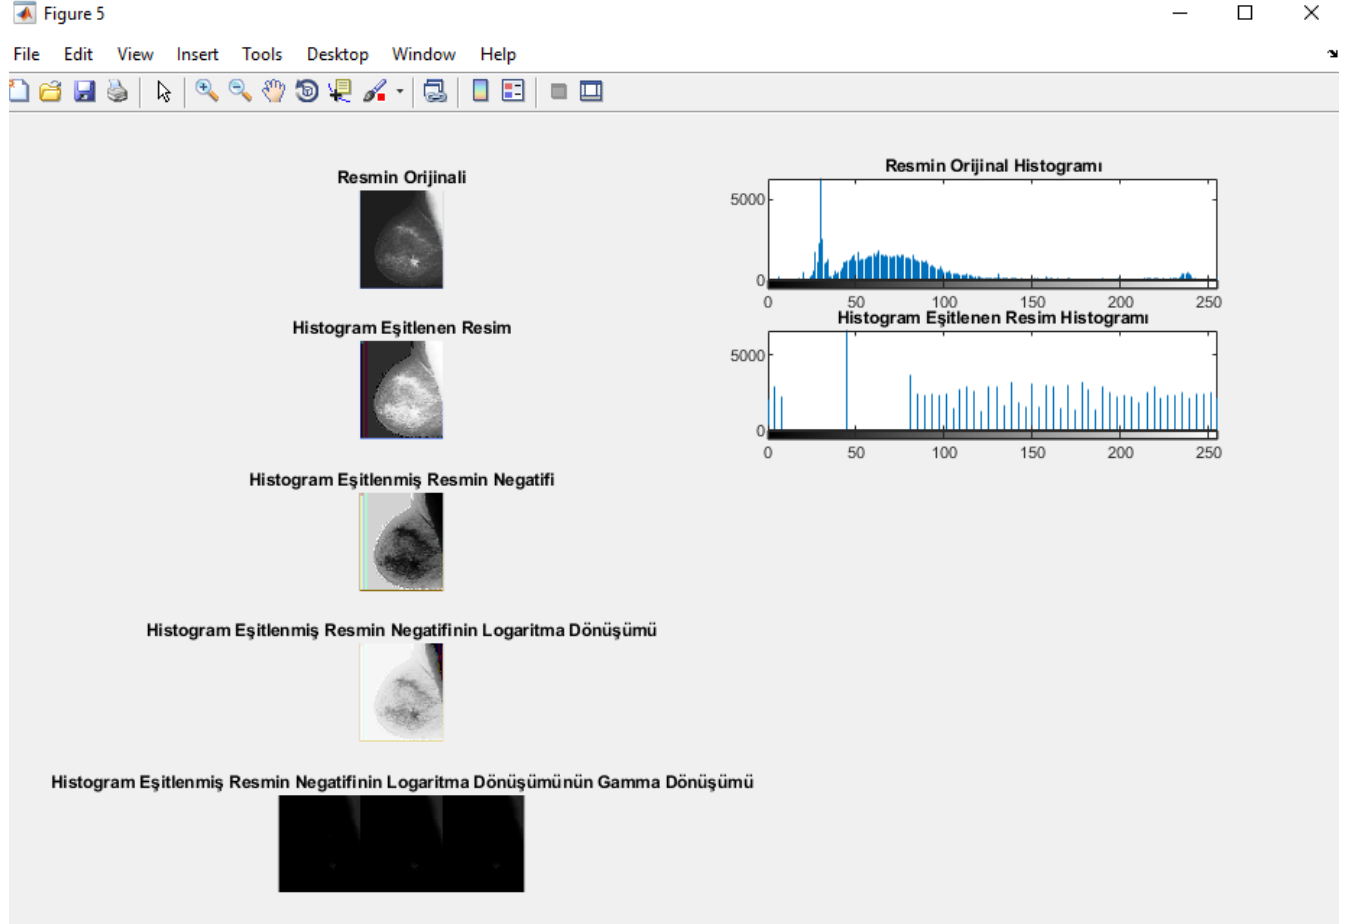 Figure 5
File Edit View Insert Tools Desktop Window Help
Resmin Orijinali
Histogram Eşitlenen Resim
Histogram Eşitlenmiş Resmin Negatifi
Histogram Eşitlenmiş Resmin Negatifinin Logaritma Dönüşümü
Histogram Eşitlenmiş Resmin Negatifinin Logaritma Dönüşümünün Gamma Dönüşümü
Resmin Orijinal Histogramı
5000
0
0 50 100 150 200 250
Histogram Eşitlenen Resim Histogramı
5000
0
0 50 100 150 200 250